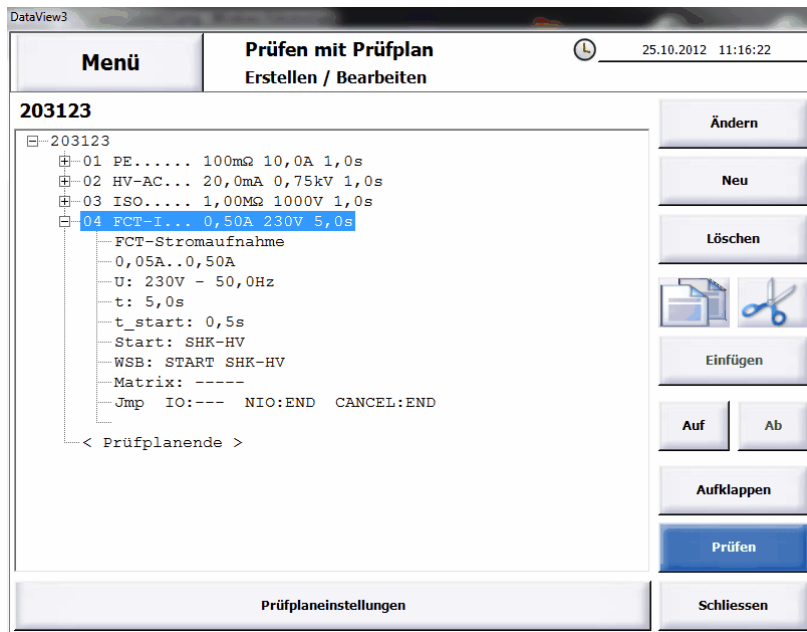 DataView3
Menü
Prüfen mit Prüfplan
Erstellen / Bearbeiten
25.10.2012 11:16:22
203123
203123
01 PE...... 100mΩ 10,0A 1,0s
02 HV-AC... 20,0mA 0,75kV 1,0s
03 ISO..... 1,00MΩ 1000V 1,0s
04 FCT-I... 0,50A 230V 5,0s
FCT-Stromaufnahme
0,05A..0,50A
U: 230V - 50,0Hz
t: 5,0s
t_start: 0,5s
Start: SHK-HV
WSB: START SHK-HV
Matrix: -----
Jmp IO:--- NIO:END CANCEL:END
< Prüfplanende >
Ändern
Neu
Löschen
Einfügen
Auf
Ab
Aufklappen
Prüfen
Prüfplaneinstellungen
Schliessen